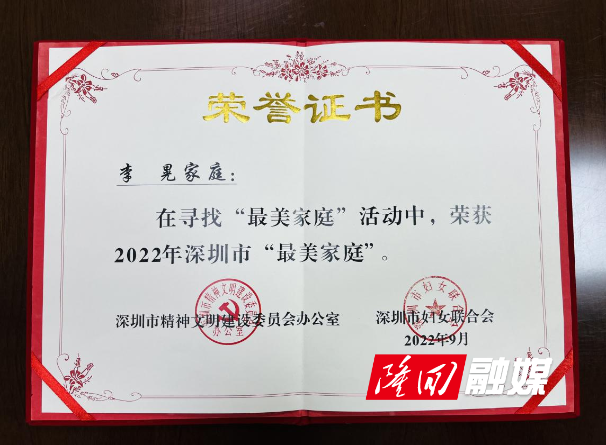 荣誉证书
李 晃家庭：
在寻找“最美家庭”活动中，荣获
2022年深圳市“最美家庭”。
深圳市精神文明建设委员会办公室
深圳市妇女联合会
2022年9月
隆回融媒